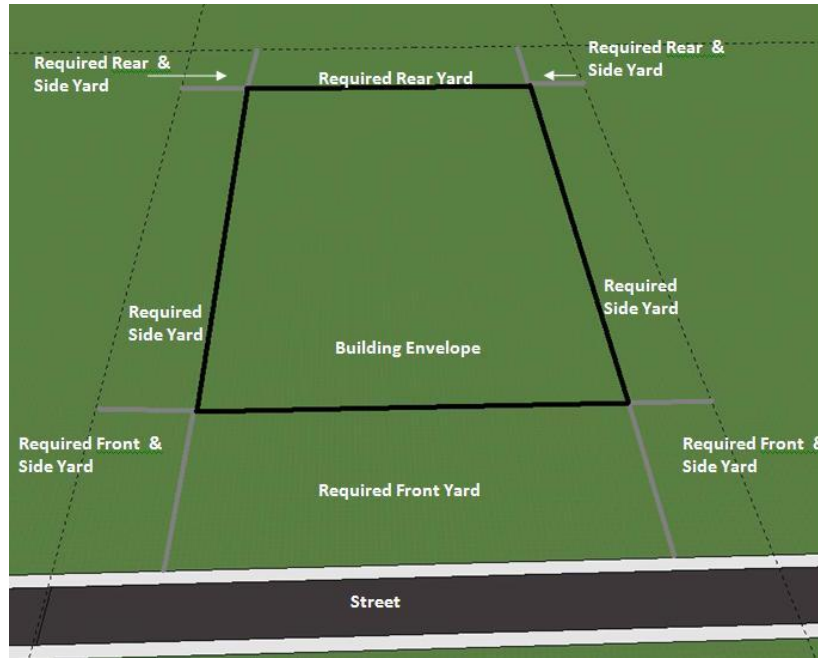 Required Rear &
Side Yard
Required Rear Yard
Required Rear &
Side Yard
Required
Side Yard
Required
Side Yard
Building Envelope
Required Front &
Side Yard
Required Front &
Side Yard
Required Front Yard
Street